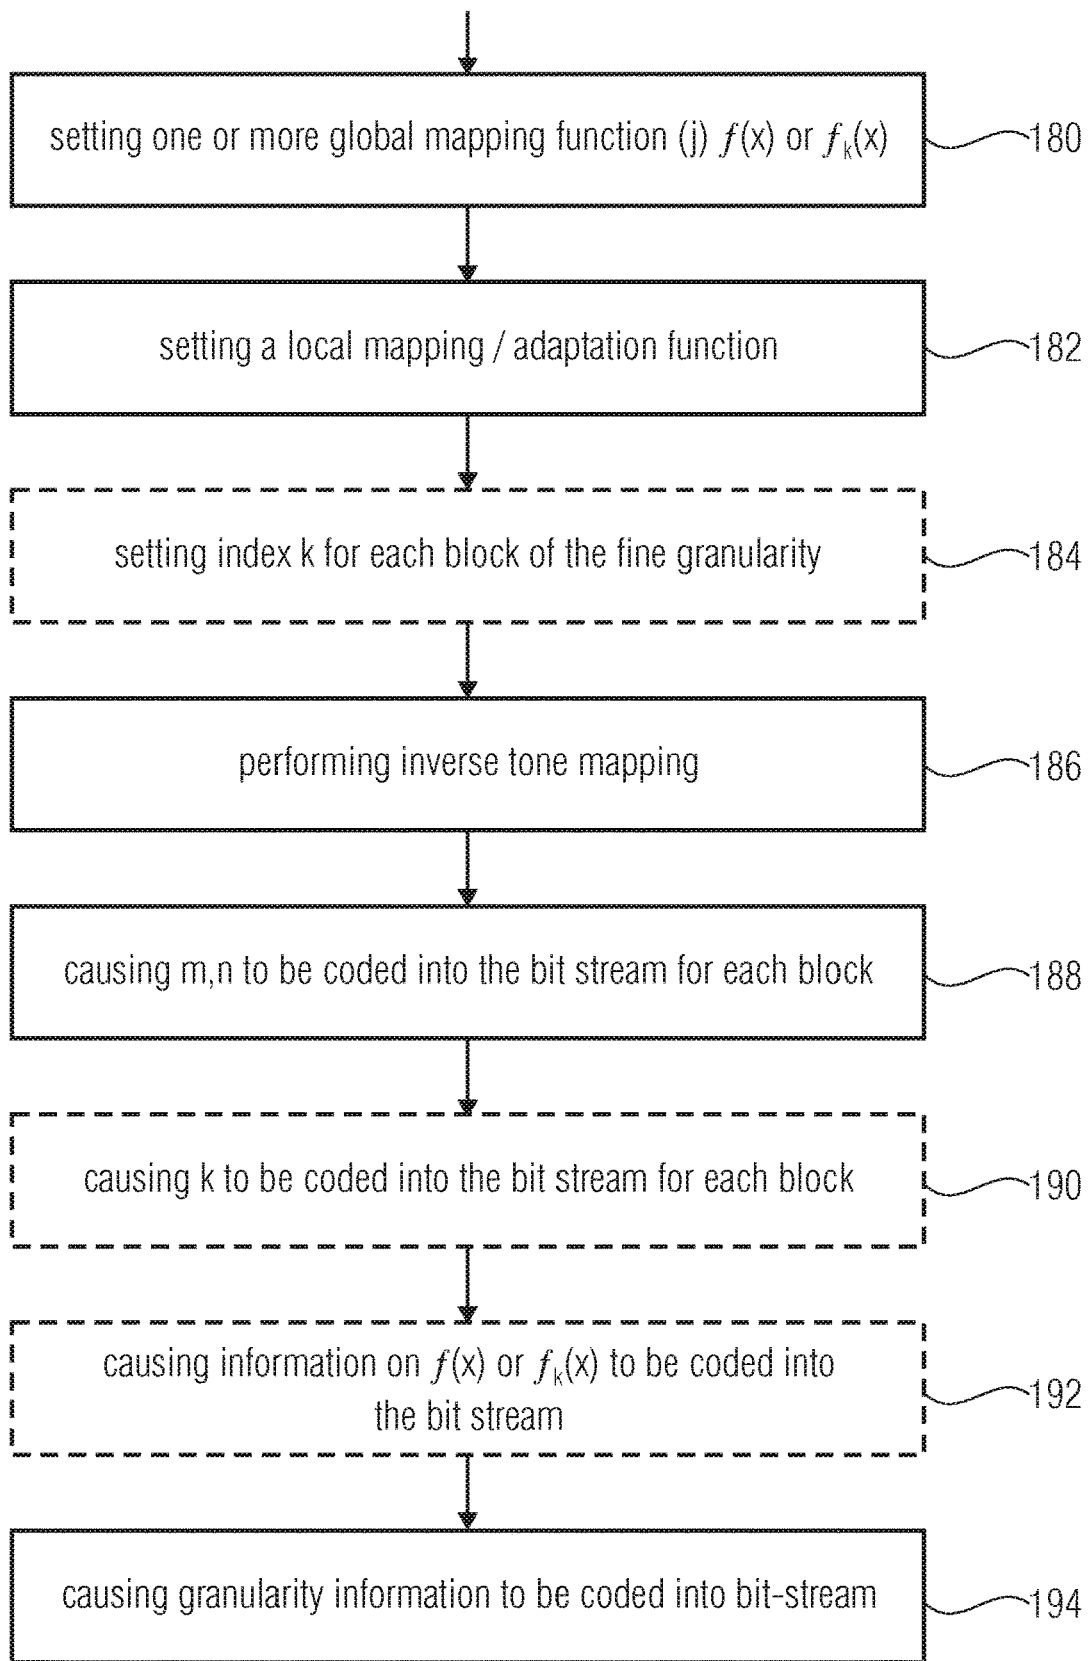 setting one or more global mapping function (j) f(x) or fₖ(x)
180
setting a local mapping / adaptation function
182
setting index k for each block of the fine granularity
184
performing inverse tone mapping
186
causing m,n to be coded into the bit stream for each block
188
causing k to be coded into the bit stream for each block
190
causing information on f(x) or fₖ(x) to be coded into
the bit stream
192
causing granularity information to be coded into bit-stream
194